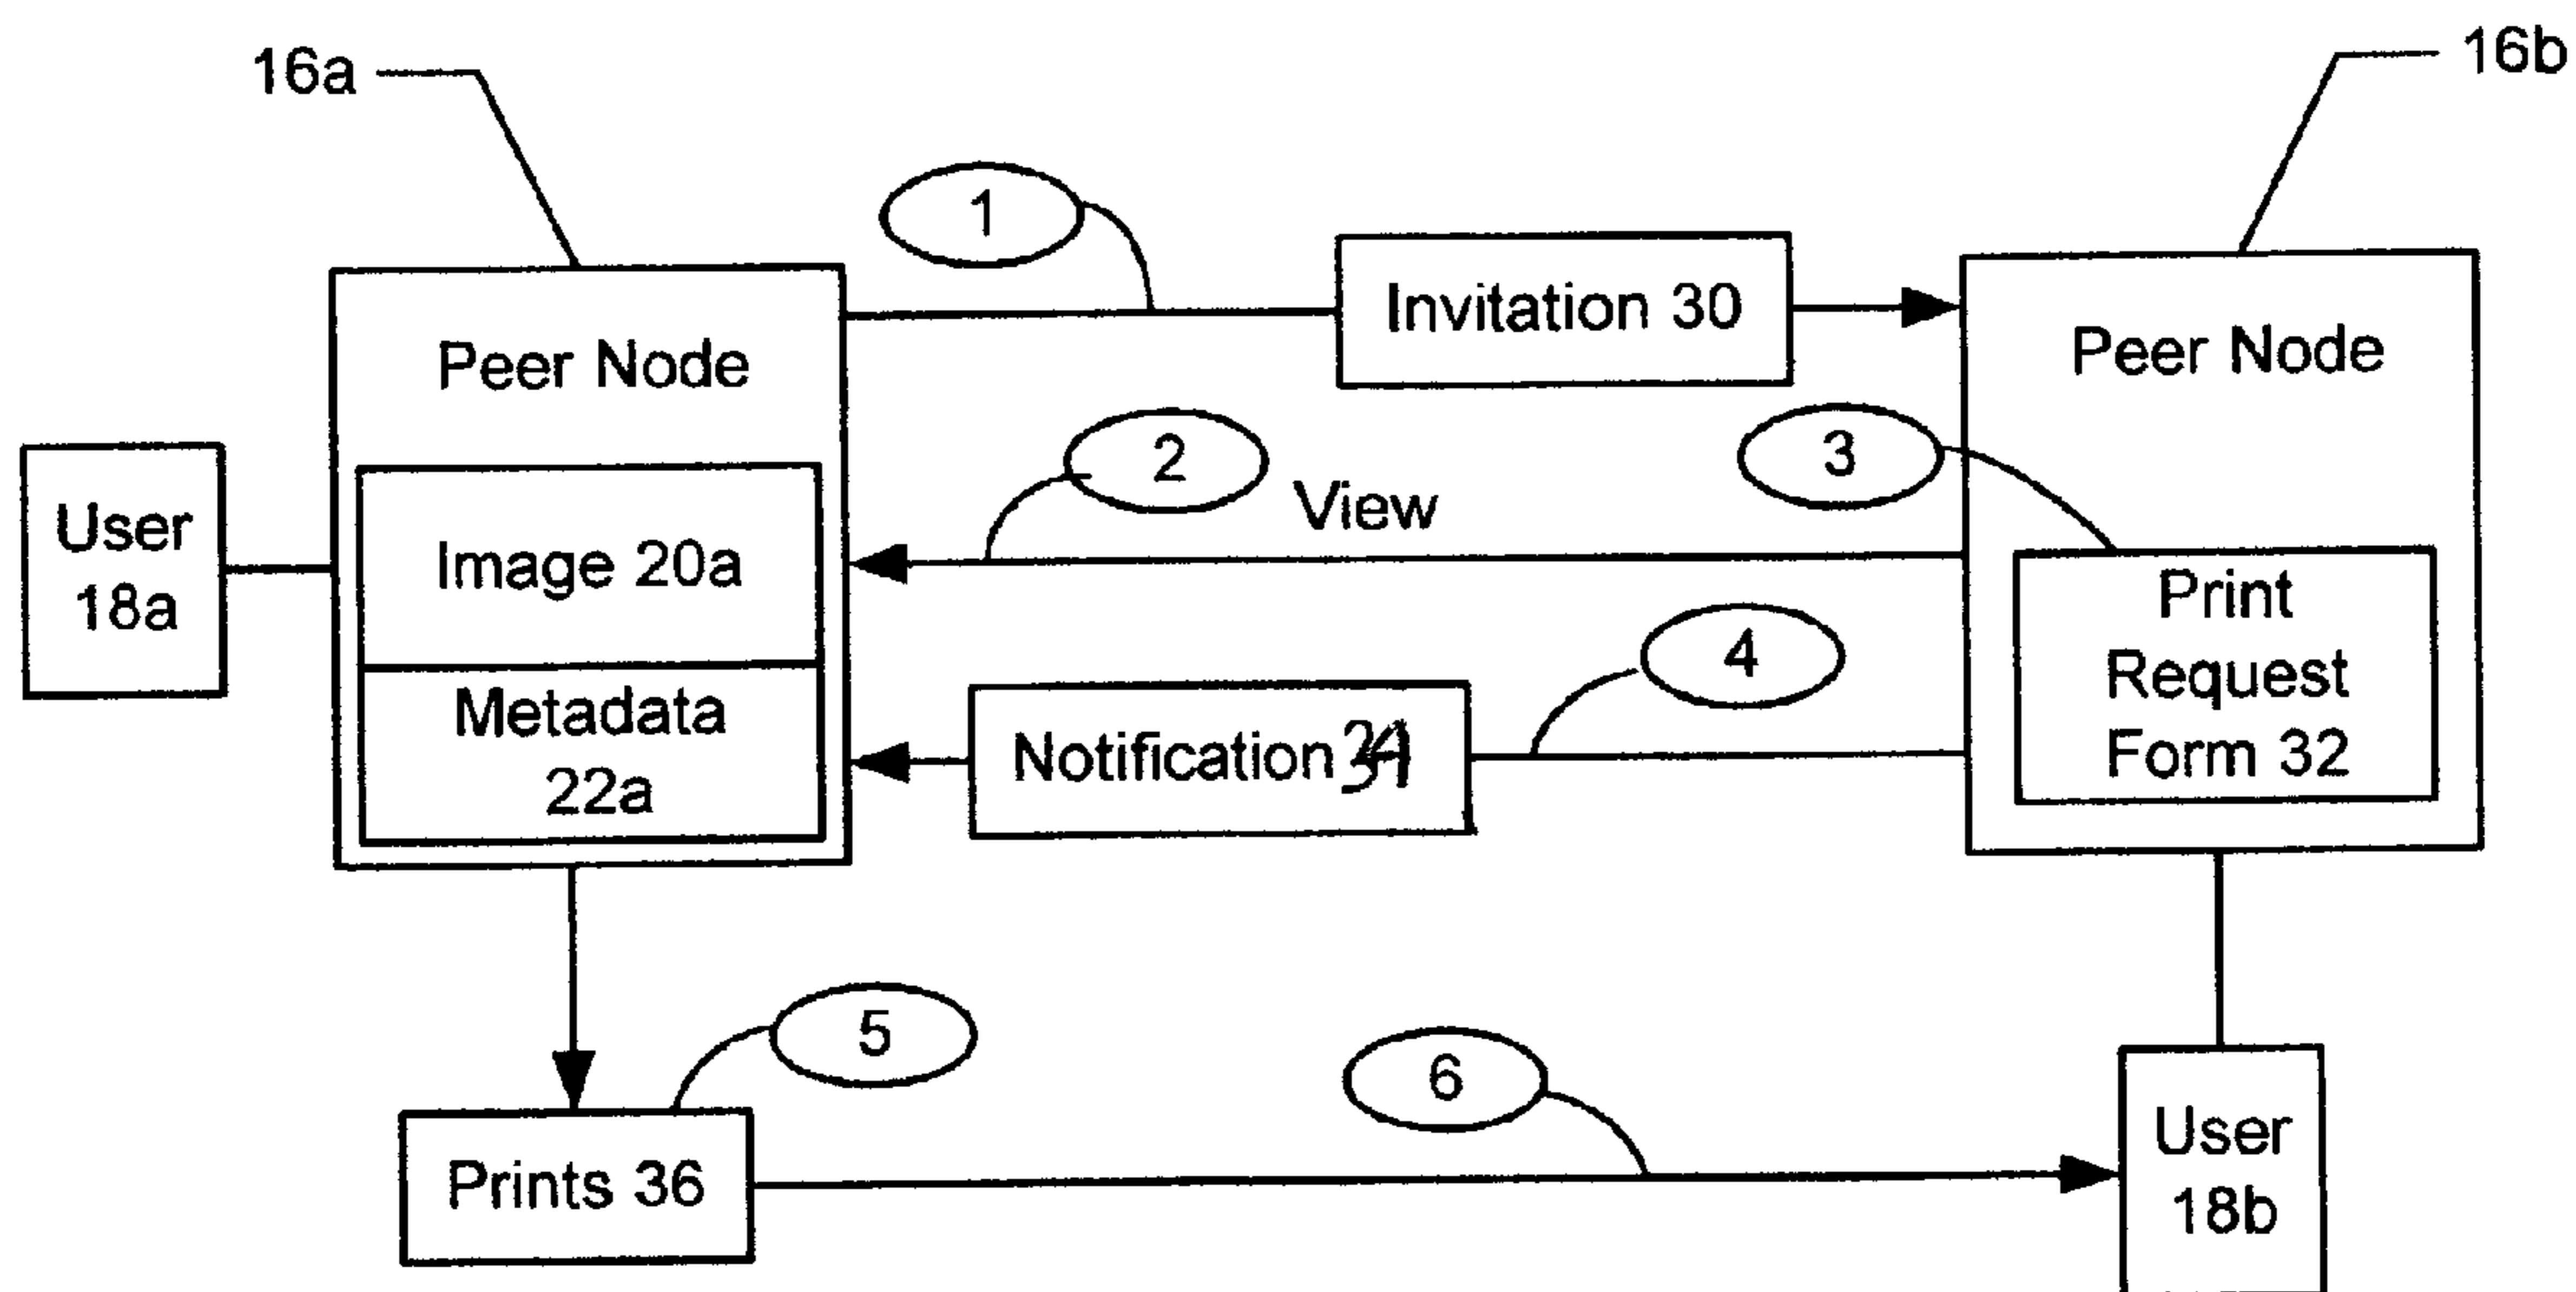 16a
16b
1
Invitation 30
Peer Node
Peer Node
2
3
View
User
18a
Image 20a
Print
Request
Form 32
4
Metadata
22a
Notification 34
5
6
Prints 36
User
18b